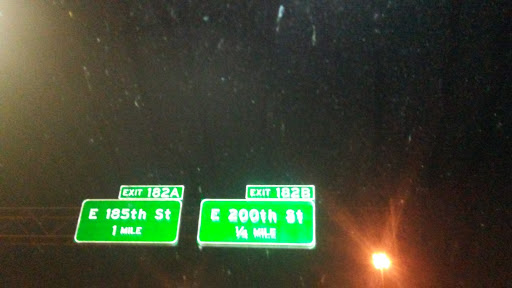 EXIT 182A
E 185th St
1 MILE
EXIT 182B
E 200th St
¼ MILE